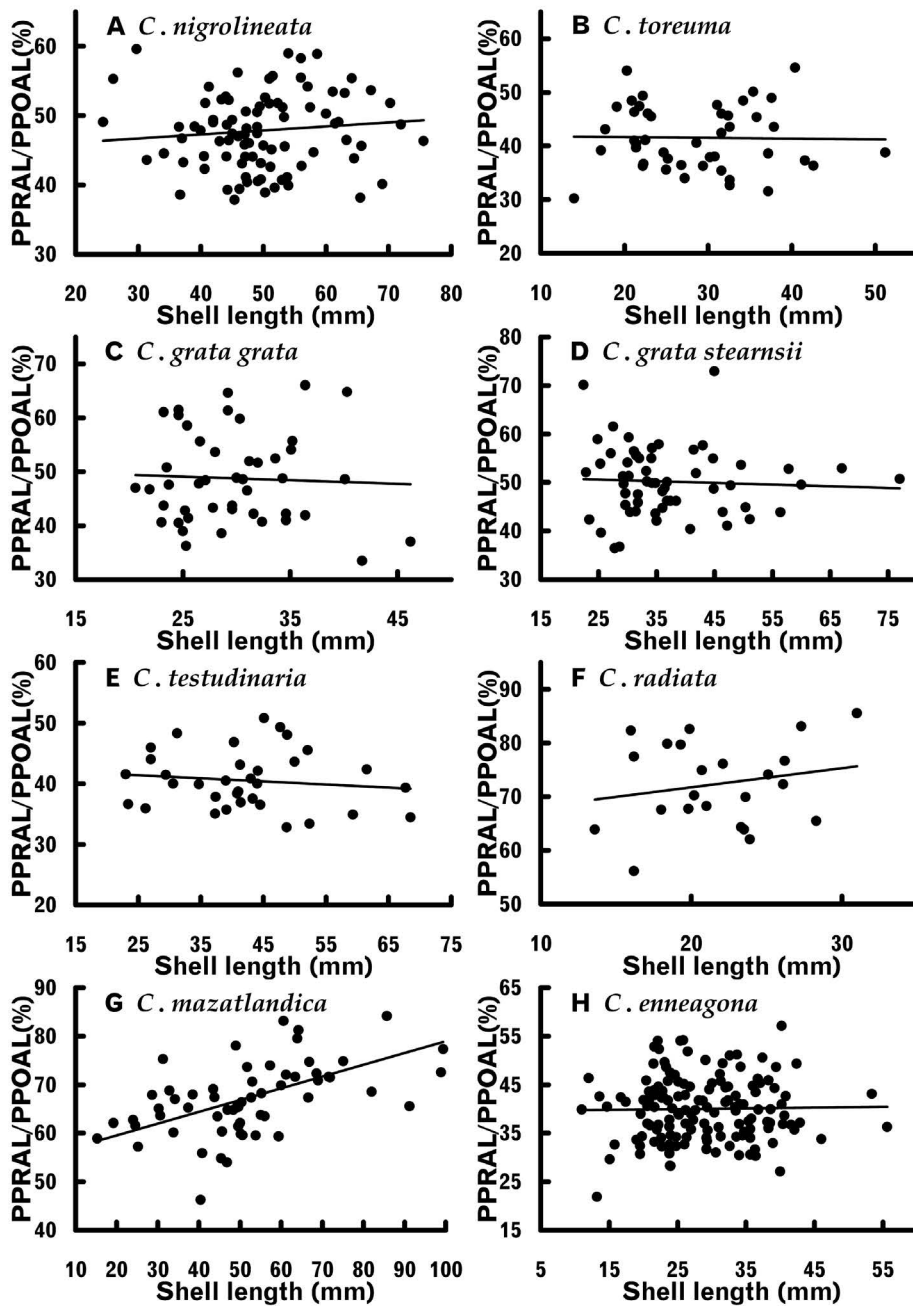 A C. nigrolineata
PPRAL/PPOAL(%)
60
50
40
30
20 30 40 50 60 70 80
Shell length (mm)
B C. toreuma
PPRAL/PPOAL(%)
60
50
40
30
20
10 20 30 40 50
Shell length (mm)
C C. grata grata
PPRAL/PPOAL(%)
70
60
50
40
30
15 25 35 45
Shell length (mm)
D C. grata stearnsii
PPRAL/PPOAL(%)
80
70
60
50
40
30
15 25 35 45 55 65 75
Shell length (mm)
E C. testudinaria
PPRAL/PPOAL(%)
60
50
40
30
20
15 25 35 45 55 65 75
Shell length (mm)
F C. radiata
PPRAL/PPOAL(%)
90
80
70
60
50
10 20 30
Shell length (mm)
G C. mazatlandica
PPRAL/PPOAL(%)
90
80
70
60
50
40
10 20 30 40 50 60 70 80 90 100
Shell length (mm)
H C. enneagona
PPRAL/PPOAL(%)
65
55
45
35
25
15
5 15 25 35 45 55
Shell length (mm)